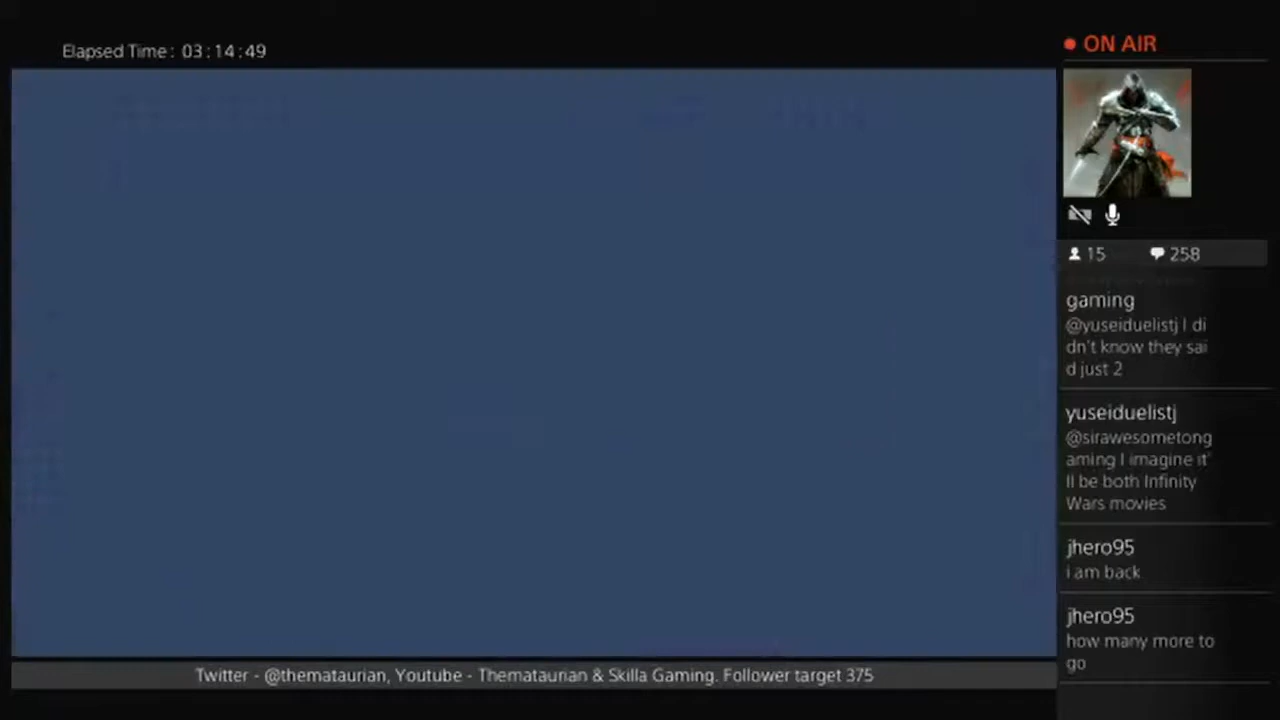 Elapsed Time: 03:14:49
ON AIR
15 258
gaming
@yuseiduelistj I di
dn't know they sai
d just 2
yuseiduelistj
@sirawesometong
aming I imagine it'
ll be both Infinity
Wars movies
jhero95
i am back
jhero95
how many more to
go
Twitter - @themataurian, Youtube - Themataurian & Skilla Gaming. Follower target 375